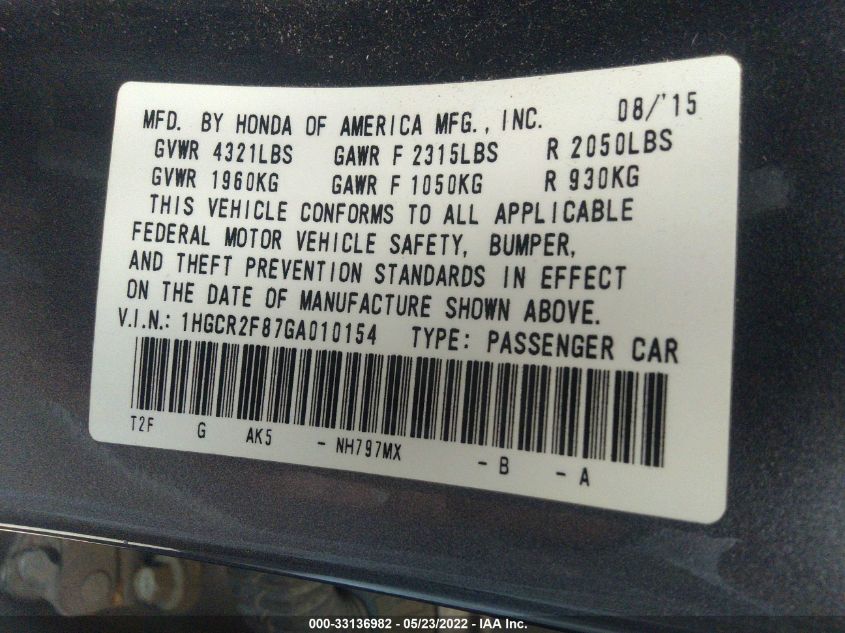 MFD. BY HONDA OF AMERICA MFG., INC. 08/'15
GVWR 4321LBS GAWR F 2315LBS R 2050LBS
GVWR 1960KG GAWR F 1050KG R 930KG
THIS VEHICLE CONFORMS TO ALL APPLICABLE
FEDERAL MOTOR VEHICLE SAFETY, BUMPER,
AND THEFT PREVENTION STANDARDS IN EFFECT
ON THE DATE OF MANUFACTURE SHOWN ABOVE.
V.I.N.: 1HGCR2F87GA010154 TYPE: PASSENGER CAR
T2F G AK5 - NH797MX - B - A
000-33136982 - 05/23/2022 - IAA Inc.